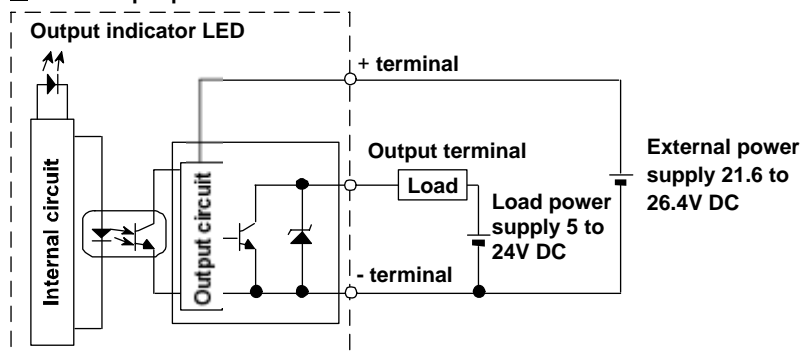 Output indicator LED
+ terminal
Output terminal
Load
External power
supply 21.6 to
26.4V DC
Load power
supply 5 to
24V DC
Internal circuit
Output circuit
- terminal